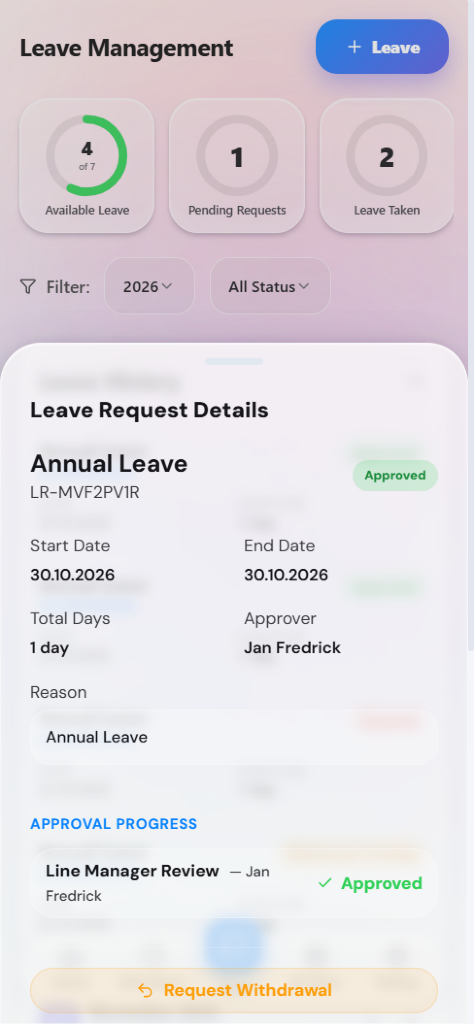 Leave Management
+ Leave
4
of 7
Available Leave
1
Pending Requests
2
Leave Taken
Filter:
2026
All Status
Leave Request Details
Annual Leave
LR-MVF2PV1R
Approved
Start Date
End Date
30.10.2026
30.10.2026
Total Days
Approver
1 day
Jan Fredrick
Reason
Annual Leave
APPROVAL PROGRESS
Line Manager Review — Jan
Fredrick
Approved
Request Withdrawal